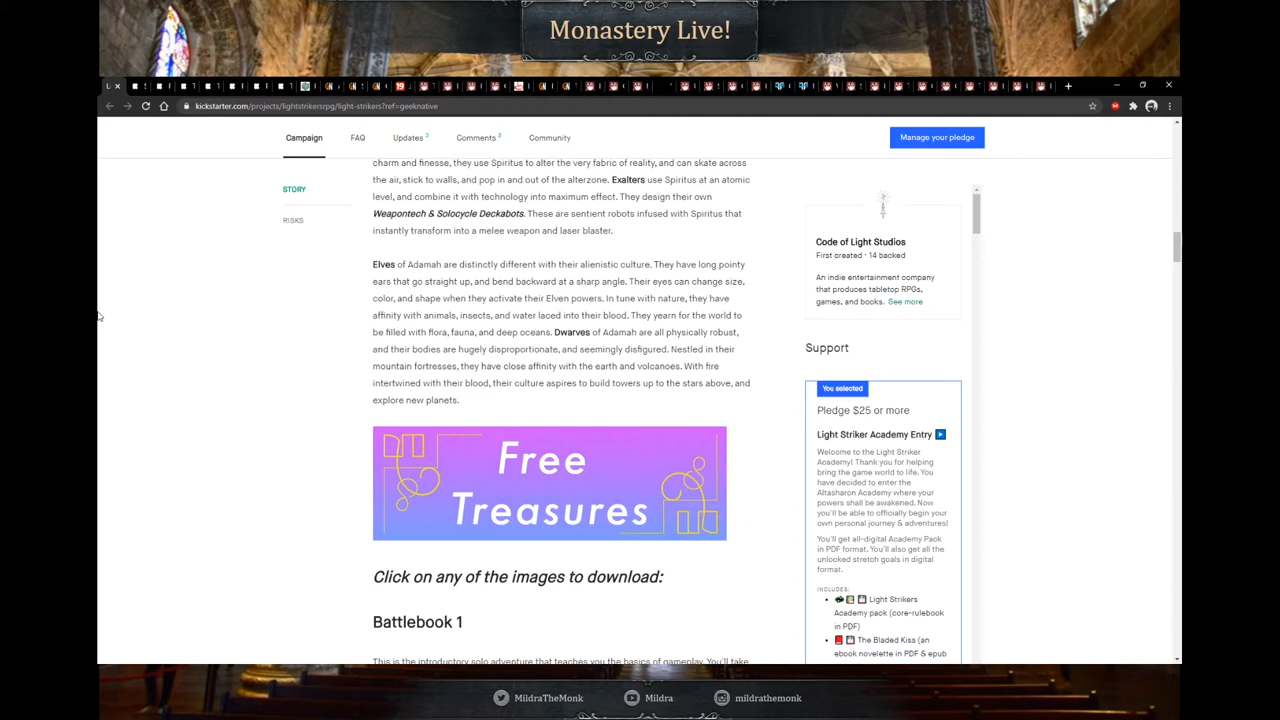 Monastery Live!
kickstarter.com/projects/lightstrikersrpg/light-strikers?ref=geeknative
Campaign FAQ Updates 3 Comments 2 Community Manage your pledge
STORY
RISKS
charm and finesse, they use Spiritus to alter the very fabric of reality, and can skate across
the air, stick to walls, and pop in and out of the alterzone. Exalters use Spiritus at an atomic
level, and combine it with technology into maximum effect. They design their own
Weapontech & Solocycle Deckabots. These are sentient robots infused with Spiritus that
instantly transform into a melee weapon and laser blaster.
Elves of Adamah are distinctly different with their alienistic culture. They have long pointy
ears that go straight up, and bend backward at a sharp angle. Their eyes can change size,
color, and shape when they activate their Elven powers. In tune with nature, they have
affinity with animals, insects, and water laced into their blood. They yearn for the world to
be filled with flora, fauna, and deep oceans. Dwarves of Adamah are all physically robust,
and their bodies are hugely disproportionate, and seemingly disfigured. Nestled in their
mountain fortresses, they have close affinity with the earth and volcanoes. With fire
intertwined with their blood, their culture aspires to build towers up to the stars above, and
explore new planets.
Free
Treasures
Click on any of the images to download:
Battlebook 1
This is the introductory solo adventure that teaches you the basics of gameplay. You'll take
Code of Light Studios
First created · 14 backed
An indie entertainment company
that produces tabletop RPGs,
games, and books. See more
Support
You selected
Pledge $25 or more
Light Striker Academy Entry
Welcome to the Light Striker
Academy! Thank you for helping
bring the game world to life. You
have decided to enter the
Altasharon Academy where your
powers shall be awakened. Now
you'll be able to officially begin your
own personal journey & adventures!
You'll get all-digital Academy Pack
in PDF format. You'll also get all the
unlocked stretch goals in digital
format.
INCLUDES:
• Light Strikers
Academy pack (core-rulebook
in PDF)
• The Bladed Kiss (an
ebook novelette in PDF & epub
MildraTheMonk Mildra mildrathemonk